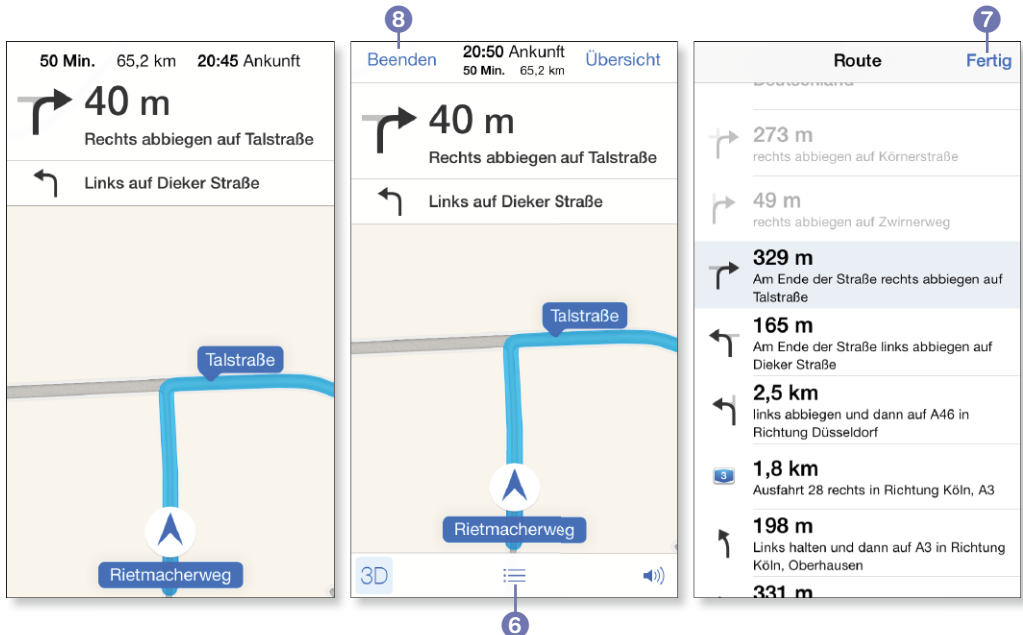 8
7
50 Min. 65,2 km 20:45 Ankunft
40 m
Rechts abbiegen auf Talstraße
Links auf Dieker Straße
Talstraße
Rietmacherweg
Beenden
20:50 Ankunft
50 Min. 65,2 km
Übersicht
40 m
Rechts abbiegen auf Talstraße
Links auf Dieker Straße
Talstraße
Rietmacherweg
3D
6
Route
Fertig
Deutschland
273 m
rechts abbiegen auf Körnerstraße
49 m
rechts abbiegen auf Zwirnerweg
329 m
Am Ende der Straße rechts abbiegen auf
Talstraße
165 m
Am Ende der Straße links abbiegen auf
Dieker Straße
2,5 km
links abbiegen und dann auf A46 in
Richtung Düsseldorf
3
1,8 km
Ausfahrt 28 rechts in Richtung Köln, A3
198 m
Links halten und dann auf A3 in Richtung
Köln, Oberhausen
331 m